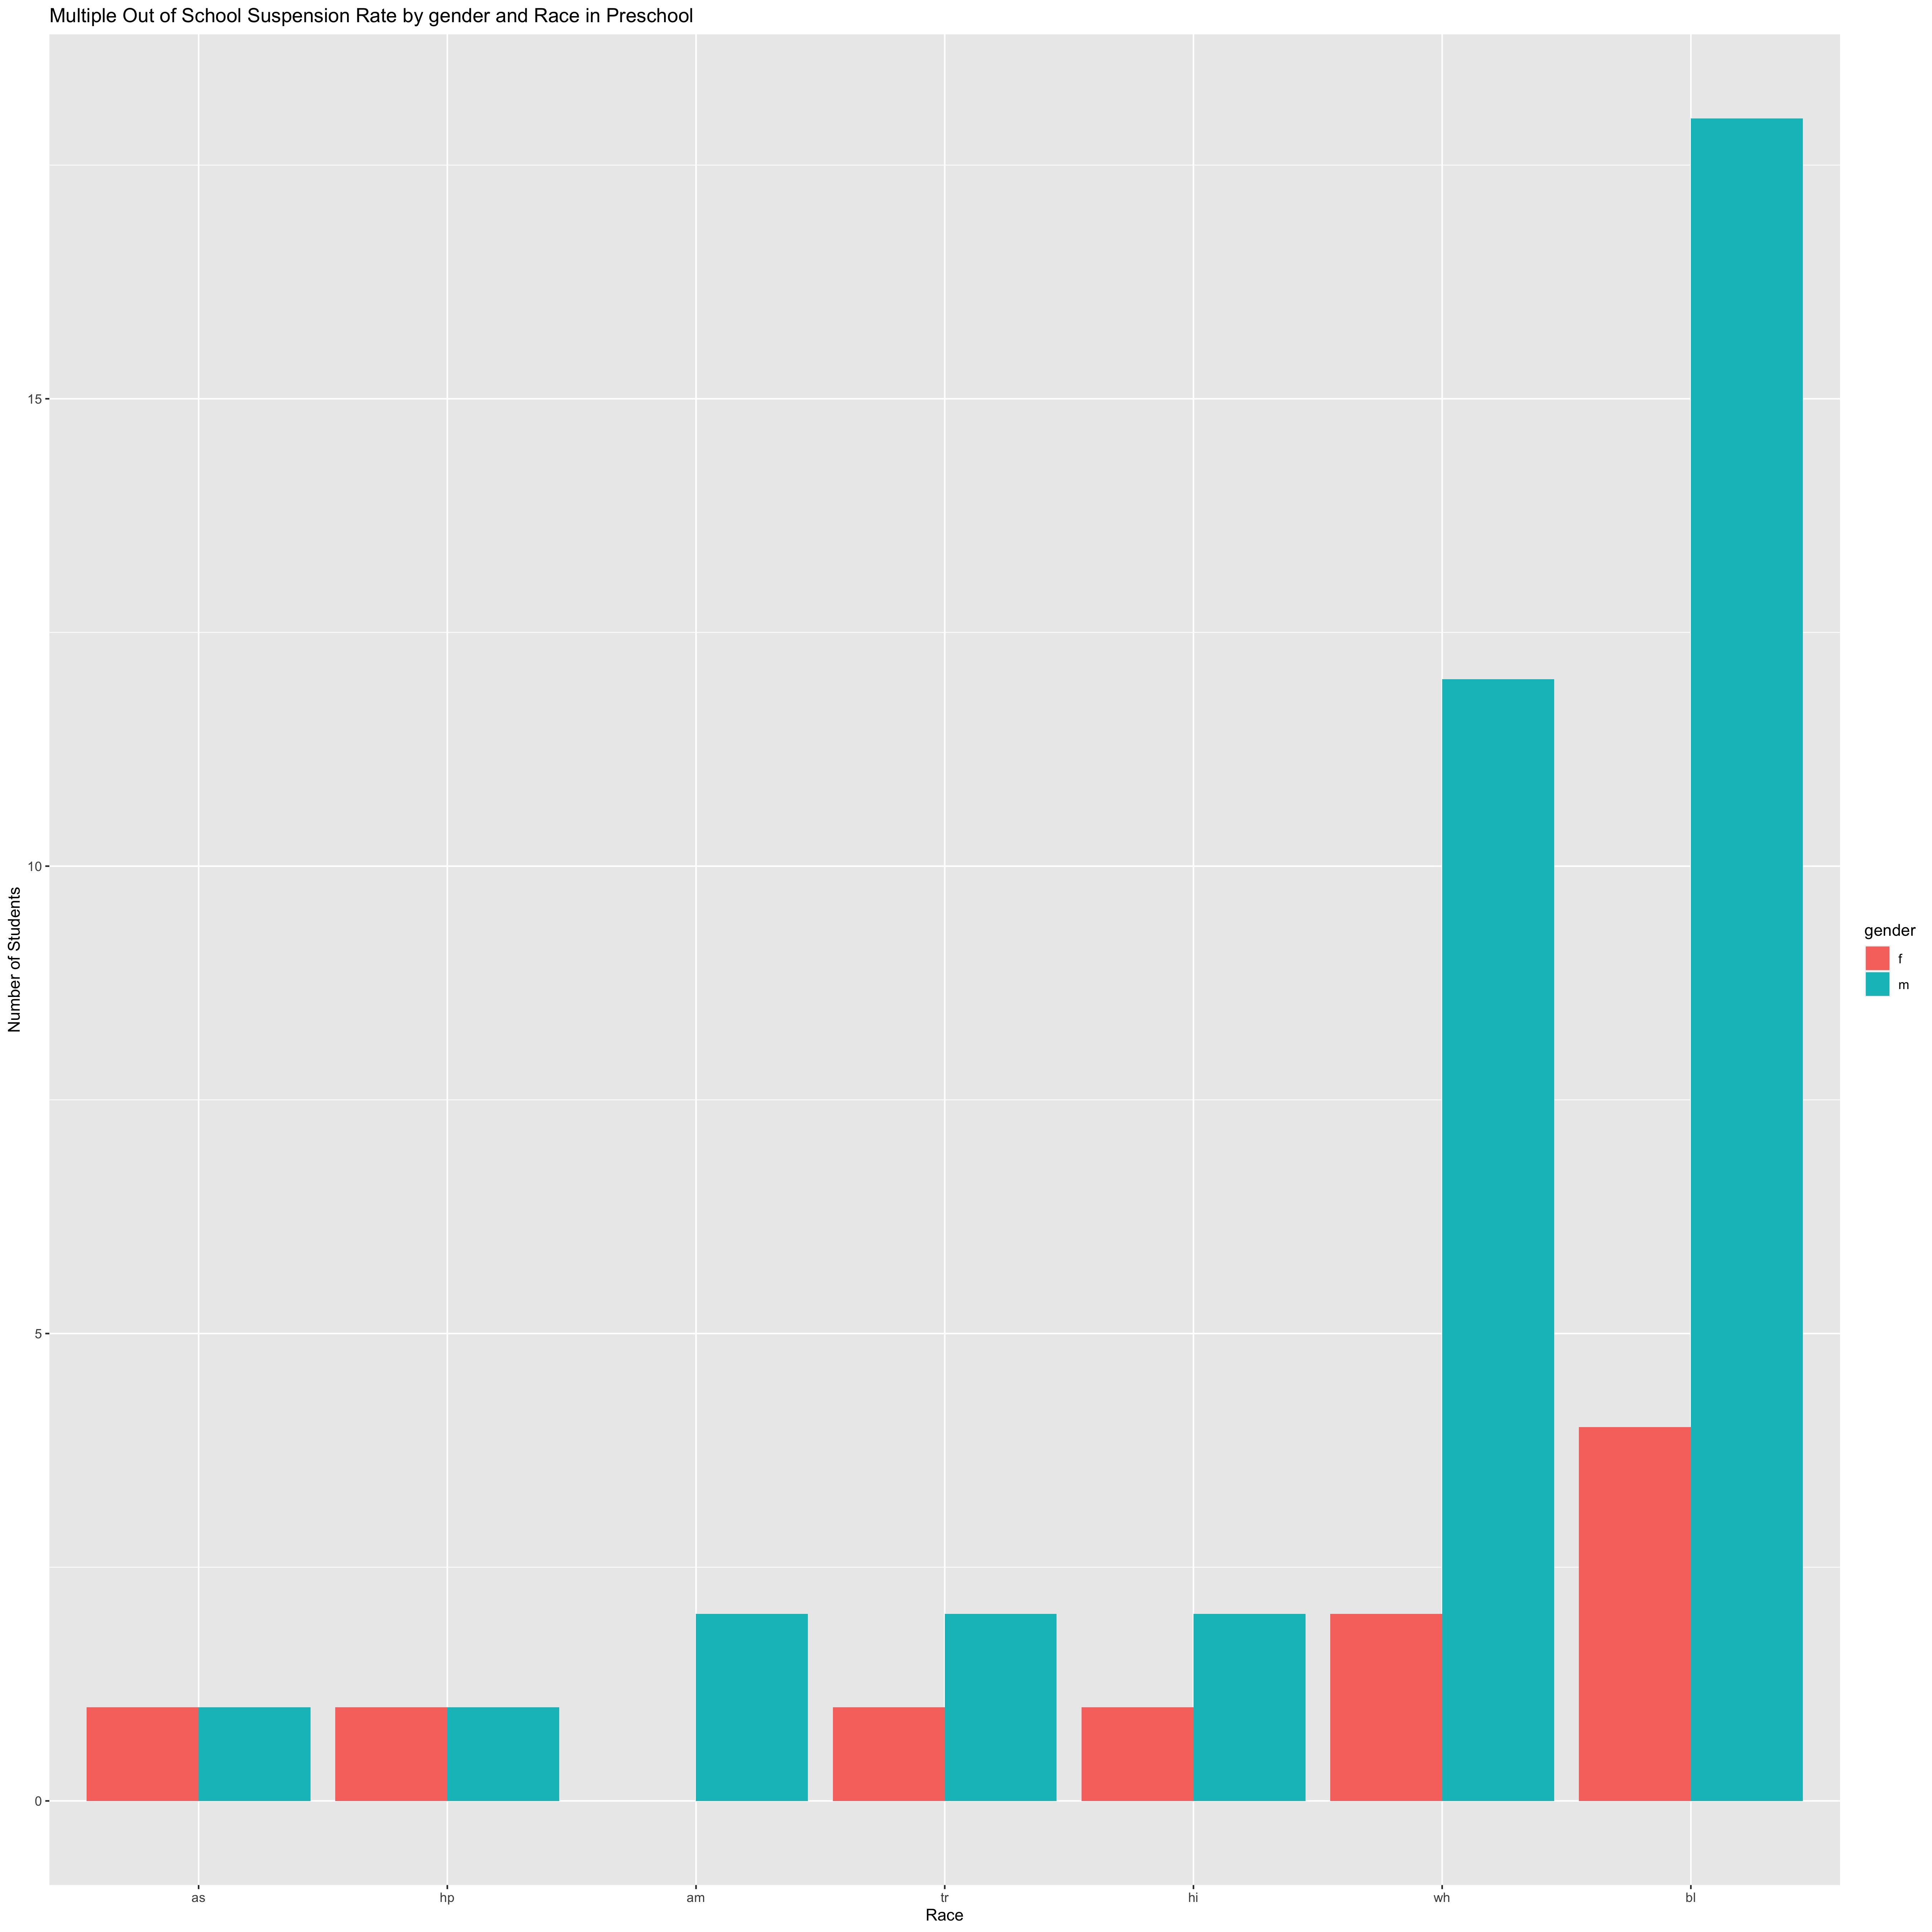 Multiple Out of School Suspension Rate by gender and Race in Preschool
Number of Students
15
10
5
0
as
hp
am
tr
hi
wh
bl
Race
gender
f
m